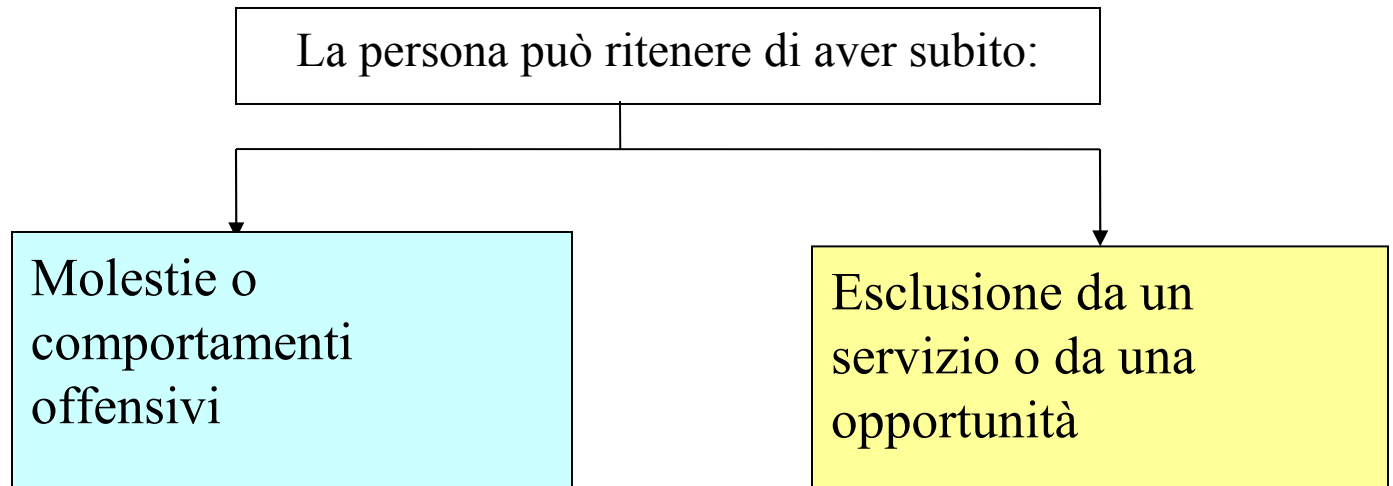 La persona può ritenere di aver subito:
Molestie o
comportamenti
offensivi
Esclusione da un
servizio o da una
opportunità